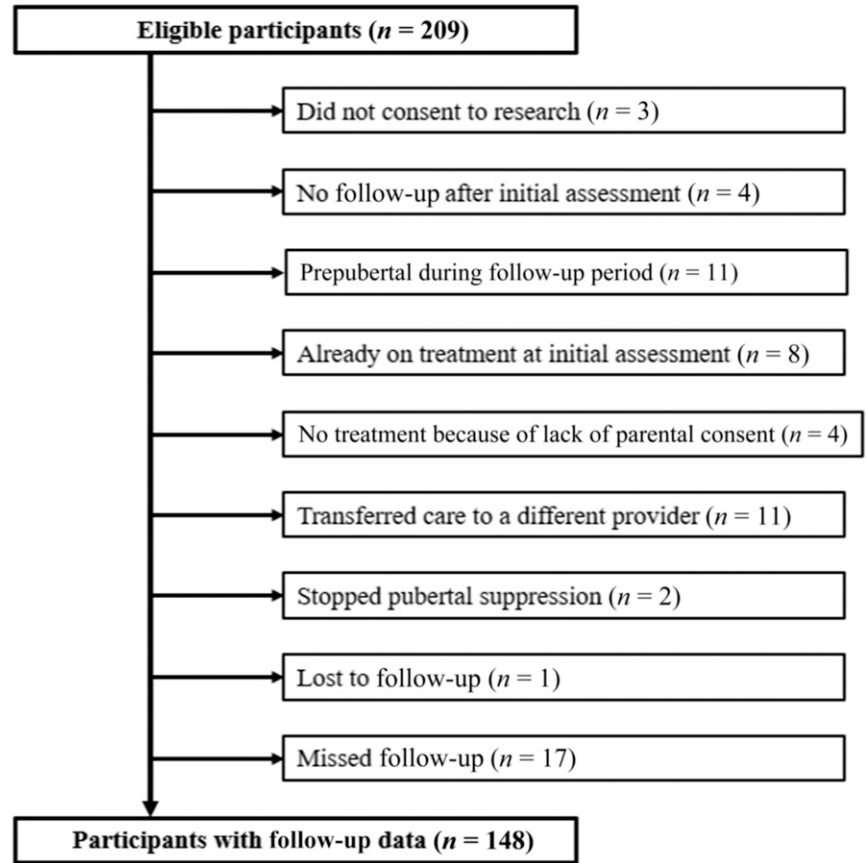 Eligible participants (n = 209)
Did not consent to research (n = 3)
No follow-up after initial assessment (n = 4)
Prepubertal during follow-up period (n = 11)
Already on treatment at initial assessment (n = 8)
No treatment because of lack of parental consent (n = 4)
Transferred care to a different provider (n = 11)
Stopped pubertal suppression (n = 2)
Lost to follow-up (n = 1)
Missed follow-up (n = 17)
Participants with follow-up data (n = 148)